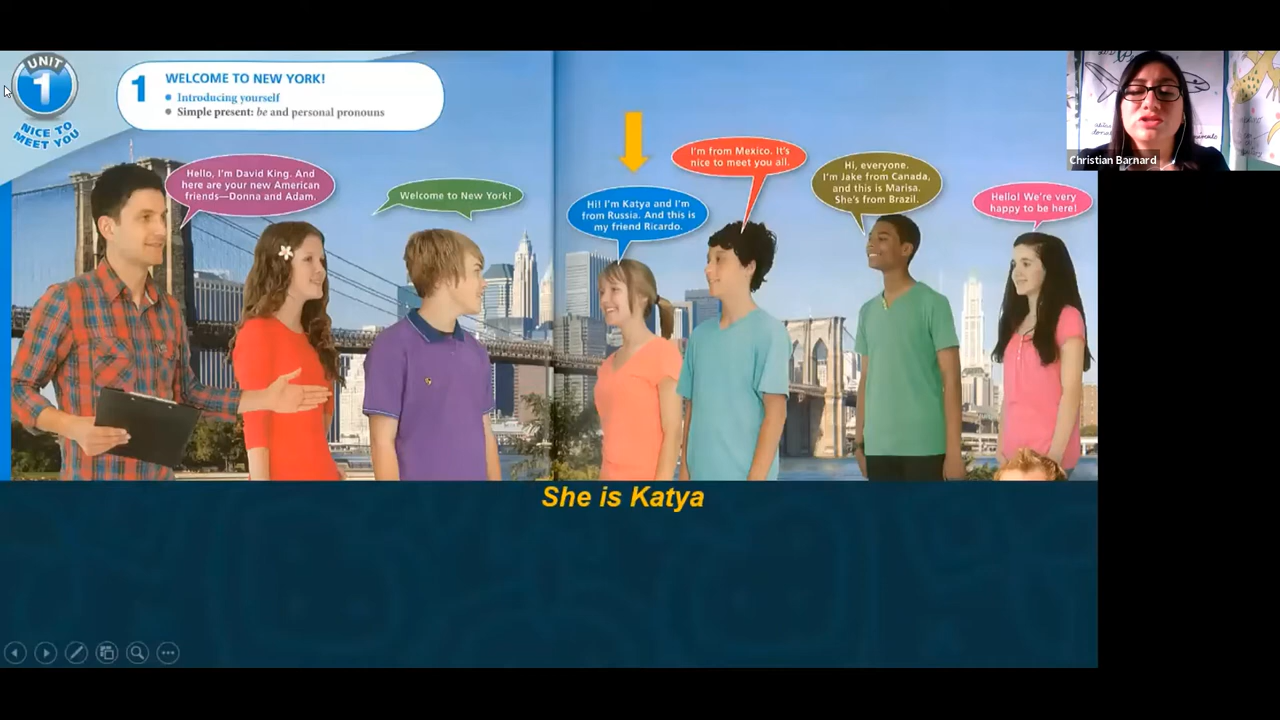 UNIT
1
NICE TO
MEET YOU
1
WELCOME TO NEW YORK!
• Introducing yourself
• Simple present: be and personal pronouns
Hello, I'm David King. And
here are your new American
friends—Donna and Adam.
Welcome to New York!
Hi! I'm Katya and I'm
from Russia. And this is
my friend Ricardo.
I'm from Mexico. It's
nice to meet you all.
Hi, everyone.
I'm Jake from Canada,
and this is Marisa.
She's from Brazil.
Hello! We're very
happy to be here!
She is Katya
Christian Barnard